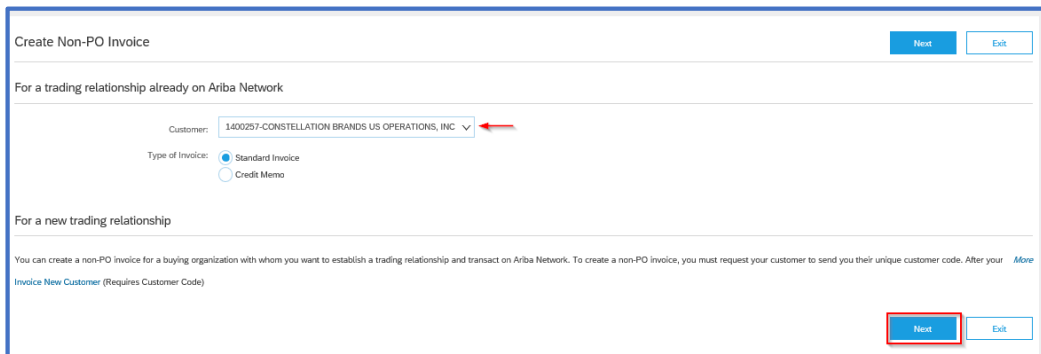 Create Non-PO Invoice
Next
Exit
For a trading relationship already on Ariba Network
Customer: 1400257-CONSTELLATION BRANDS US OPERATIONS, INC
Type of Invoice: Standard Invoice
Credit Memo
For a new trading relationship
You can create a non-PO invoice for a buying organization with whom you want to establish a trading relationship and transact on Ariba Network. To create a non-PO invoice, you must request your customer to send you their unique customer code. After your More
Invoice New Customer (Requires Customer Code)
Next
Exit